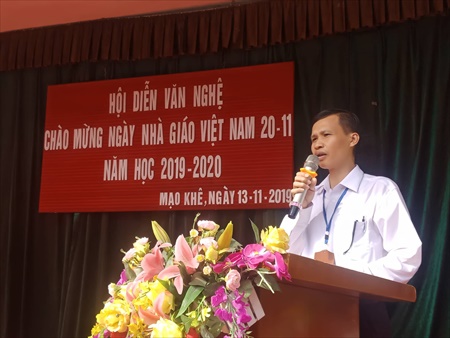 HỘI DIỄN VĂN NGHỆ
CHÀO MỪNG NGÀY NHÀ GIÁO VIỆT NAM 20-11
NĂM HỌC 2019-2020
MẠO KHÊ, NGÀY 13-11-2019